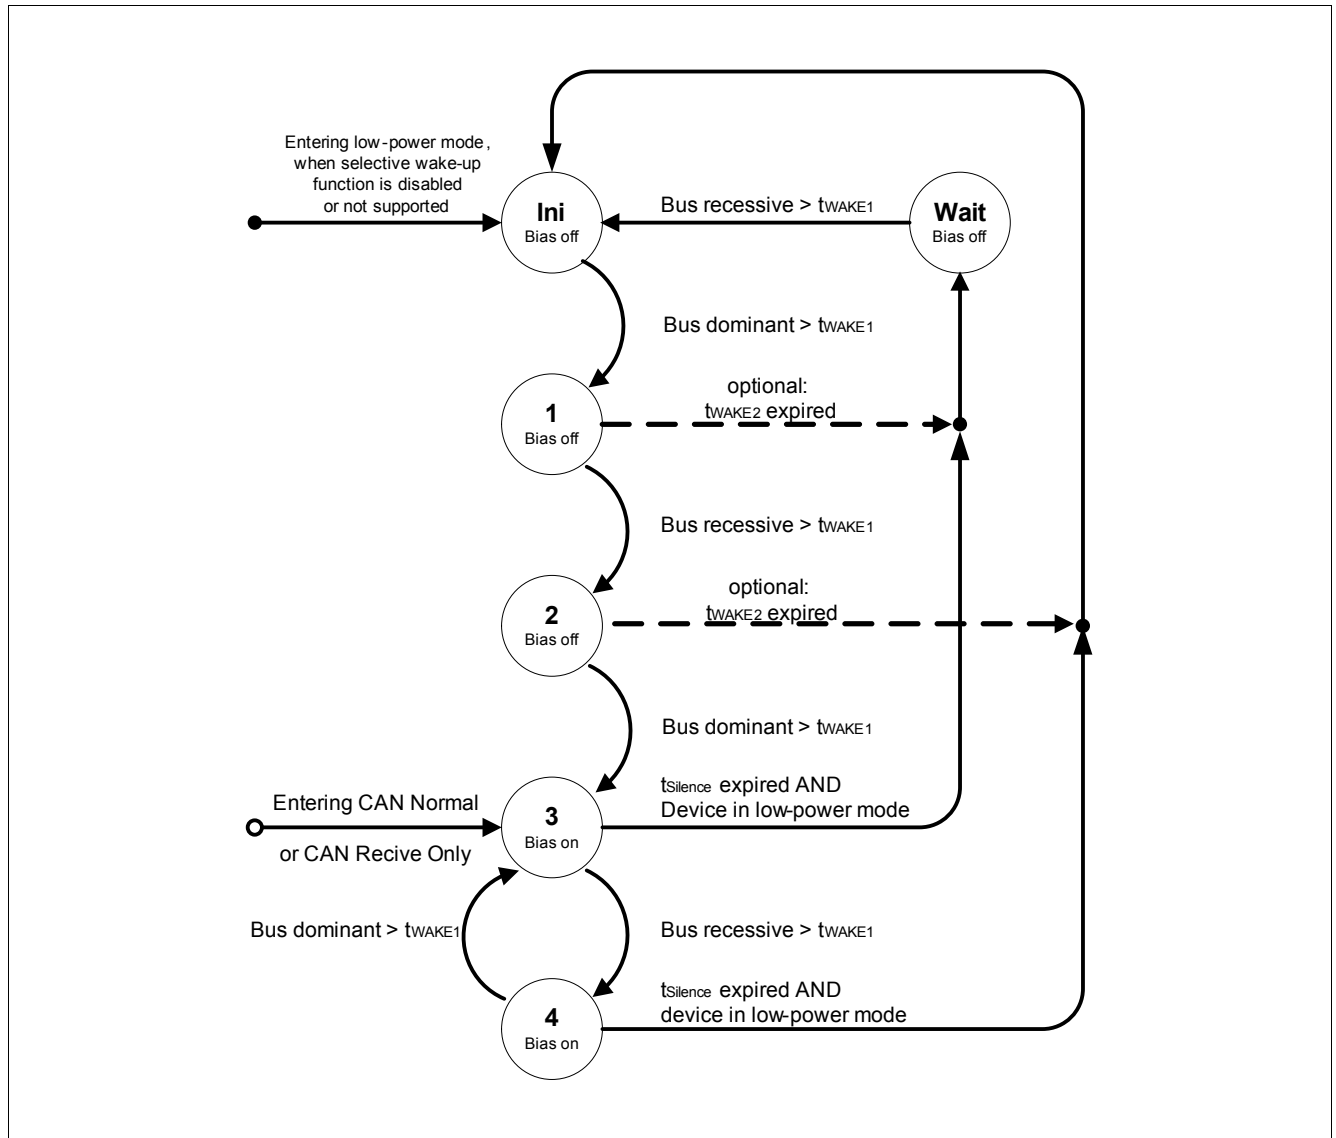 Entering low-power mode,
when selective wake-up
function is disabled
or not supported
Ini
Bias off
Bus recessive > tWAKE1
Wait
Bias off
Bus dominant > tWAKE1
1
Bias off
optional:
tWAKE2 expired
Bus recessive > tWAKE1
2
Bias off
optional:
tWAKE2 expired
Bus dominant > tWAKE1
Entering CAN Normal
or CAN Recive Only
3
Bias on
tSilence expired AND
Device in low-power mode
Bus dominant > tWAKE1
Bus recessive > tWAKE1
4
Bias on
tSilence expired AND
device in low-power mode